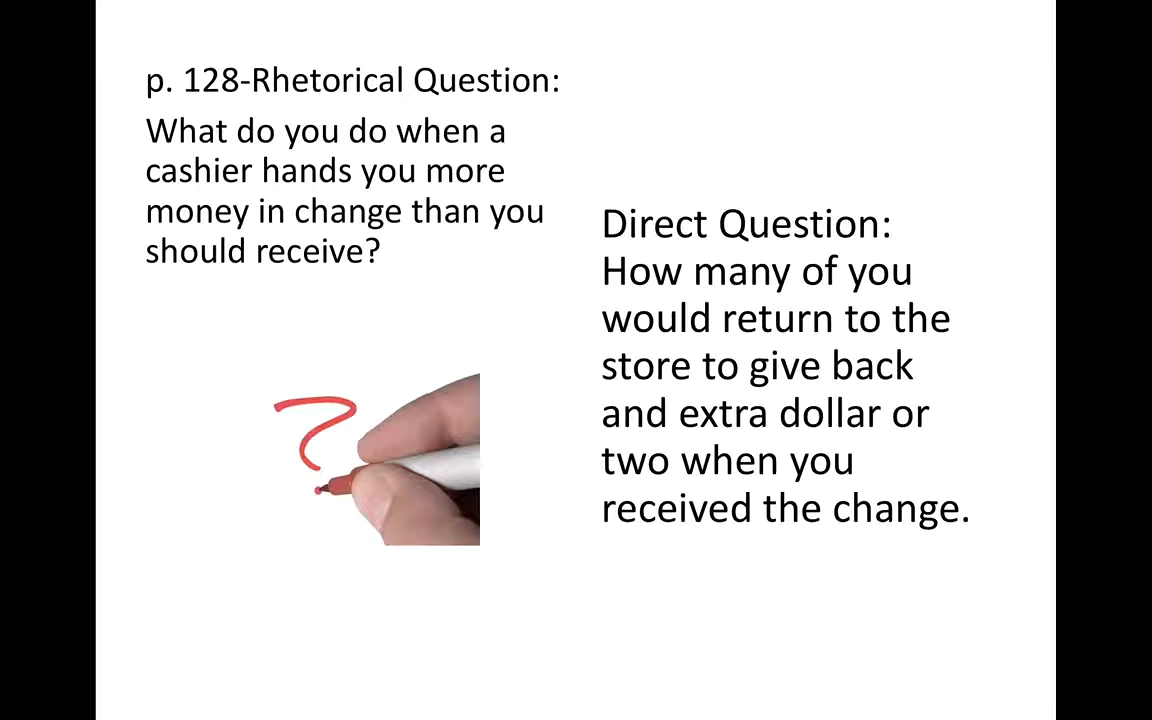 p. 128-Rhetorical Question:
What do you do when a
cashier hands you more
money in change than you
should receive?
Direct Question:
How many of you
would return to the
store to give back
and extra dollar or
two when you
received the change.